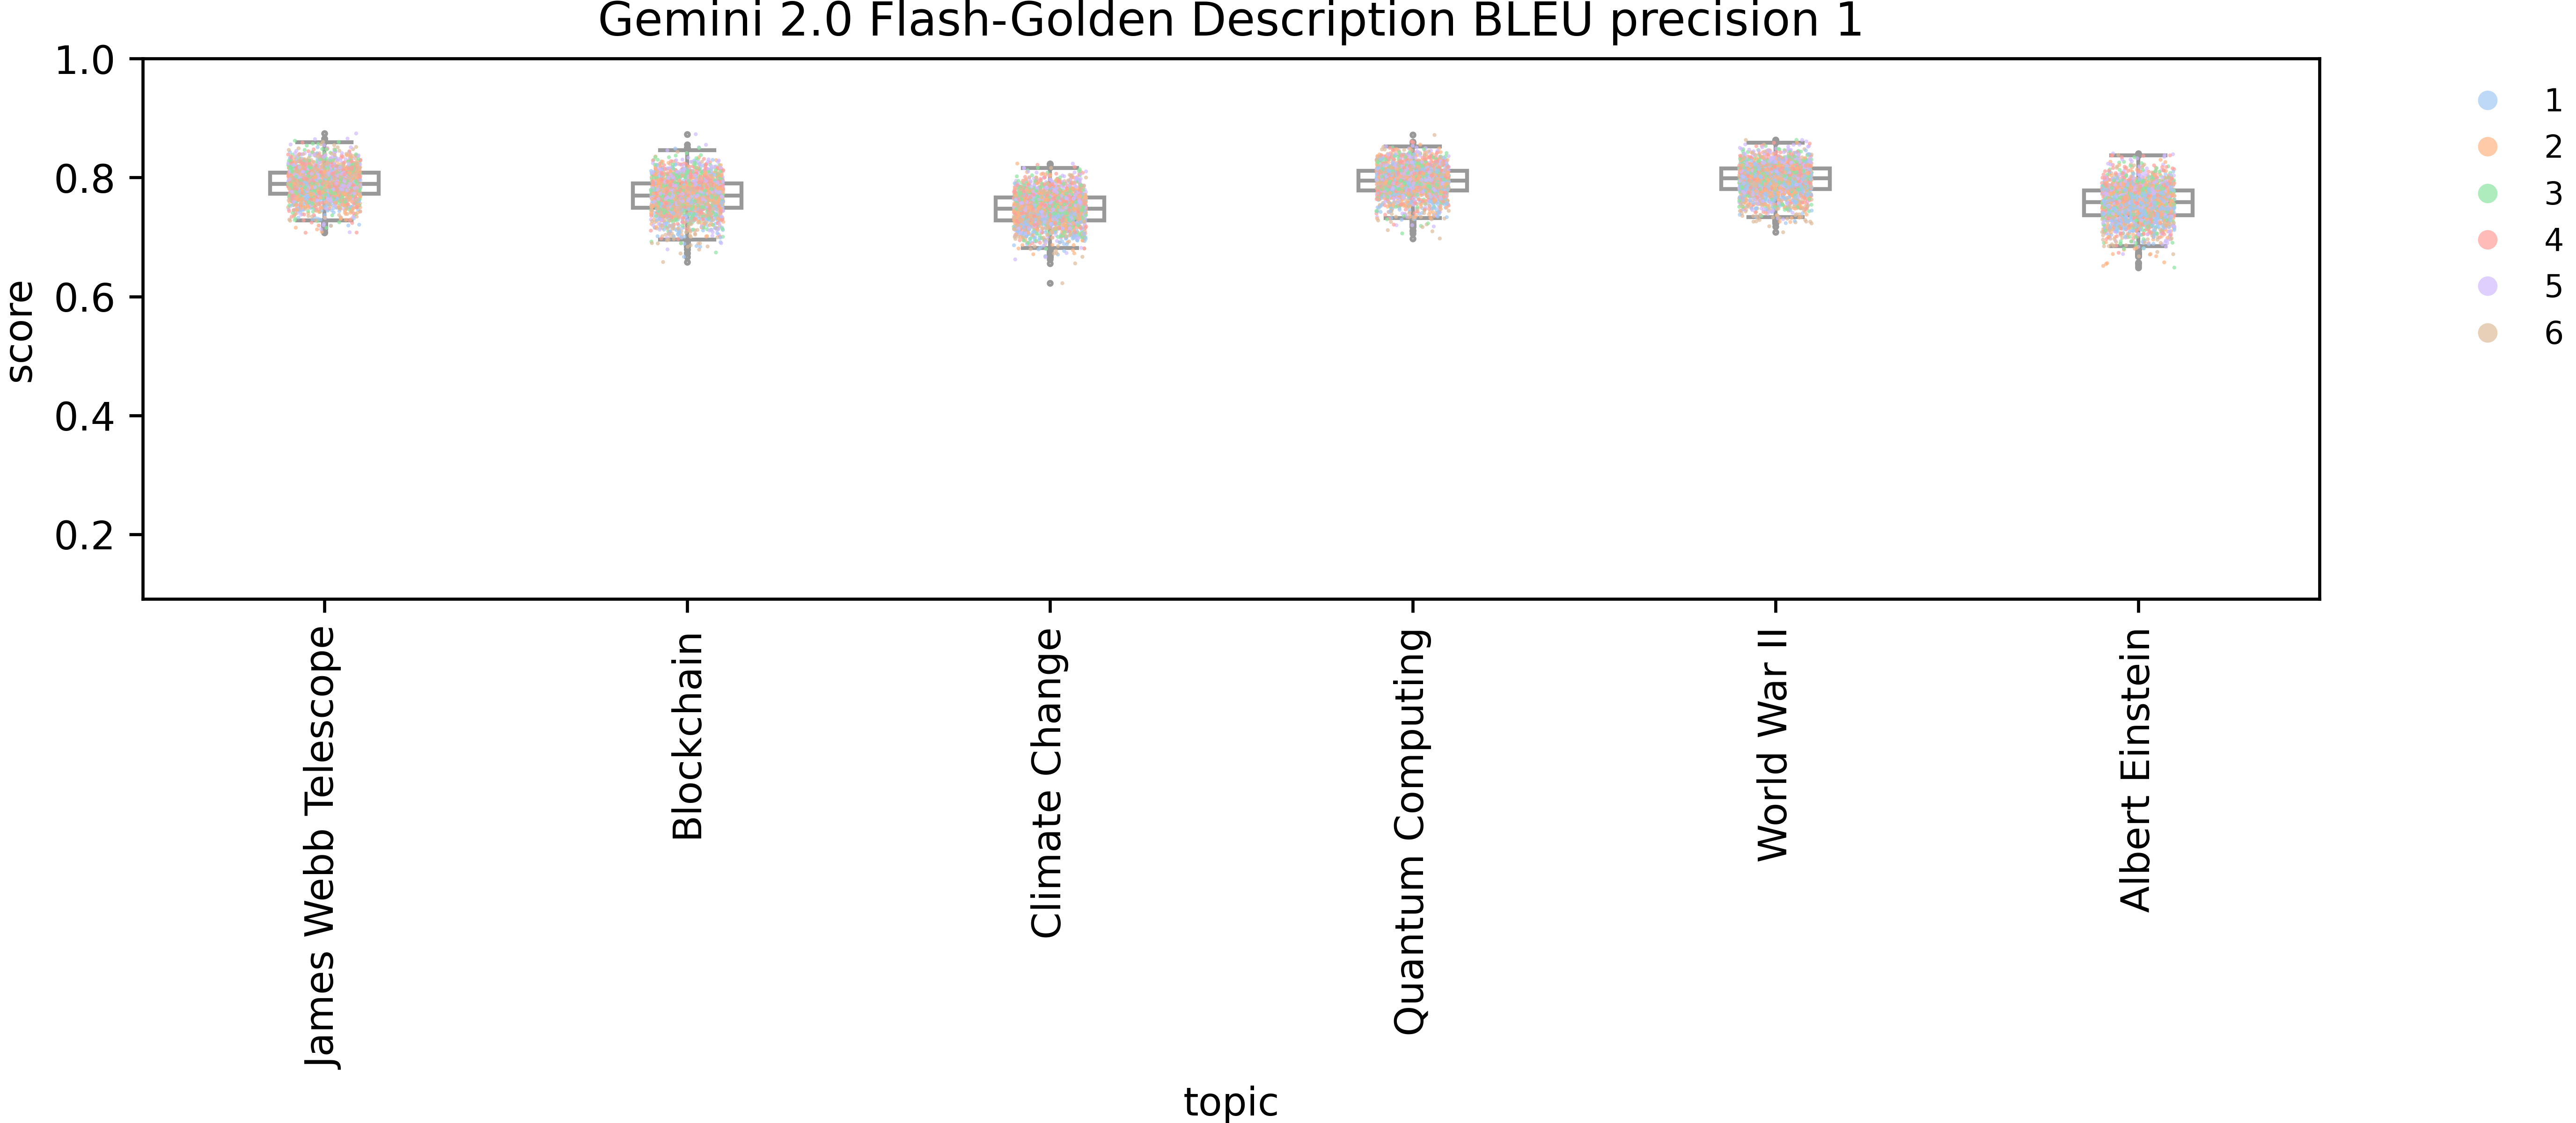 Gemini 2.0 Flash-Golden Description BLEU precision 1
1.0
0.8
0.6
0.4
0.2
score
James Webb Telescope
Blockchain
Climate Change
Quantum Computing
World War II
Albert Einstein
topic
1
2
3
4
5
6